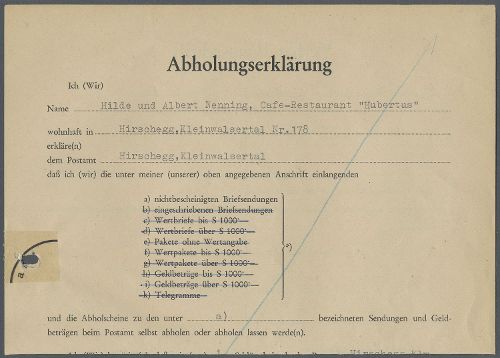 Abholungserklärung
Ich (Wir)
Name Hilde und Albert Nenning, Cafe-Restaurant "Hubertus"
wohnhaft in Hirschegg,Kleinwalsertal Nr.178
erkläre(n)
dem Postamt Hirschegg,Kleinwalsertal
daß ich (wir) die unter meiner (unserer) oben angegebenen Anschrift einlangenden
a) nichtbescheinigten Briefsendungen
b) eingeschriebenen Briefsendungen
c) Wertbriefe bis S 1000'—
d) Wertbriefe über S 1000'—
e) Pakete ohne Wertangabe
f) Wertpakete bis S 1000'—
g) Wertpakete über S 1000'—
h) Geldbeträge bis S 1000'—
i) Geldbeträge über S 1000'—
k) Telegramme
*)
und die Abholscheine zu den unter a) bezeichneten Sendungen und Geld-
beträgen beim Postamt selbst abholen oder abholen lassen werde(n).